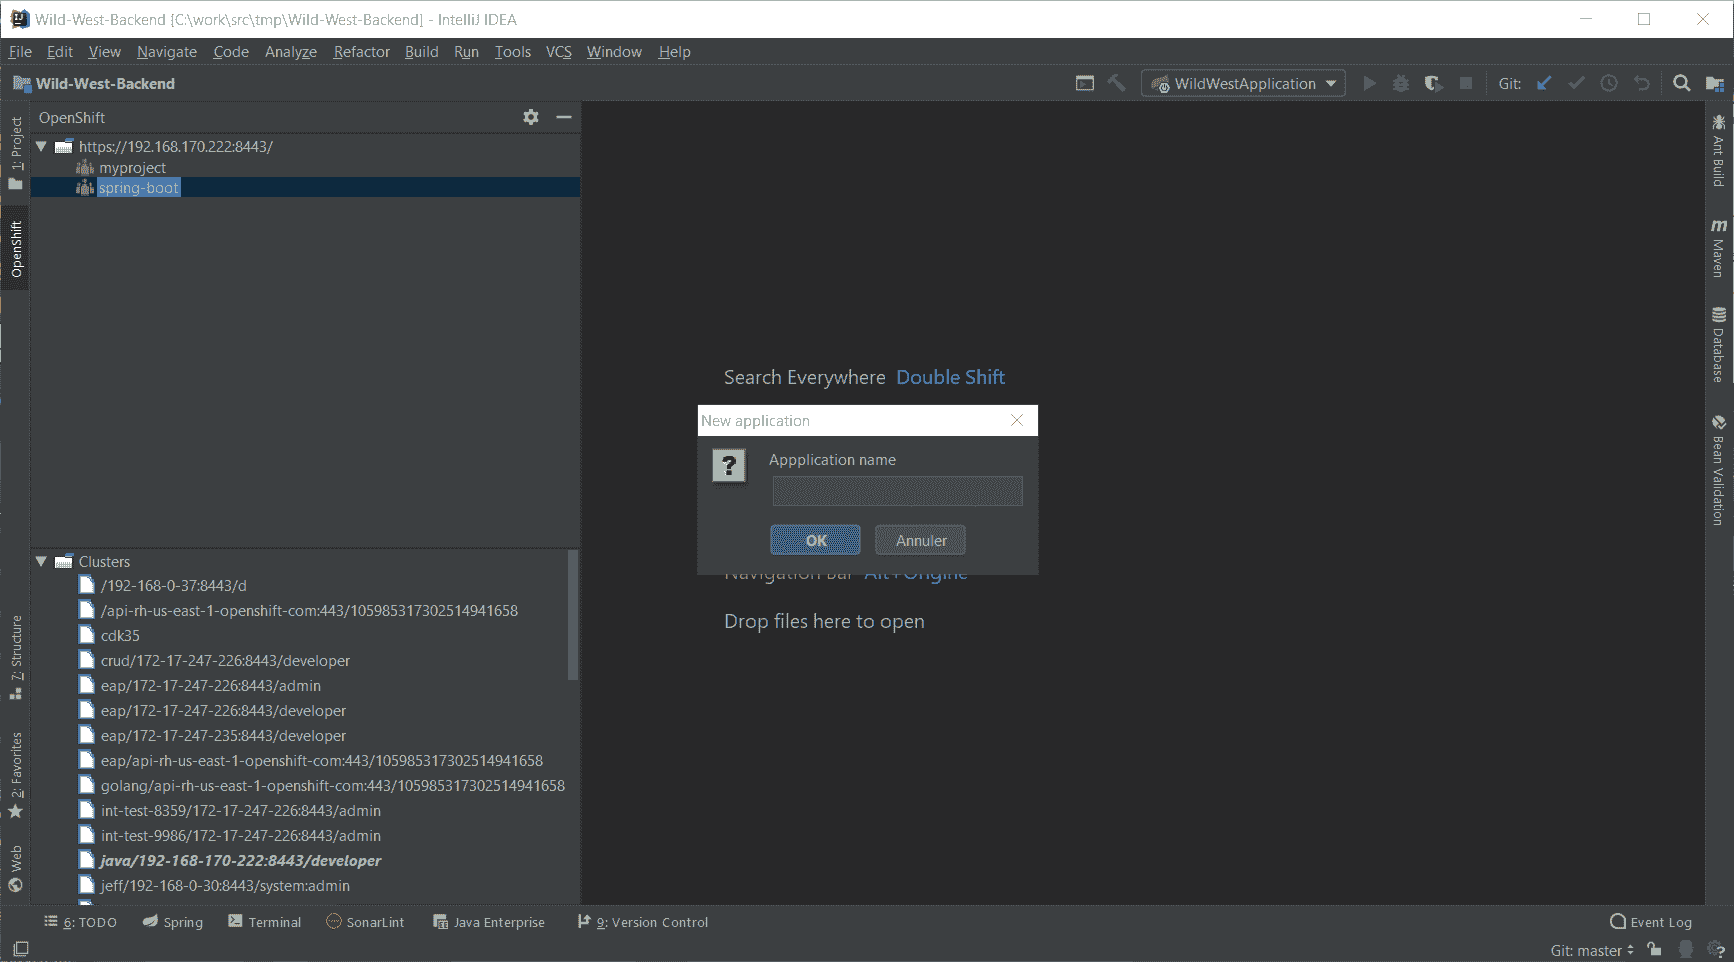 Wild-West-Backend [C:\work\src\tmp\Wild-West-Backend] - IntelliJ IDEA
File Edit View Navigate Code Analyze Refactor Build Run Tools VCS Window Help
Wild-West-Backend
WildWestApplication
Git:
OpenShift
https://192.168.170.222:8443/
myproject
spring-boot
1: Project
OpenShift
7: Structure
2: Favorites
Web
Search Everywhere Double Shift
New application
?
Appplication name
OK
Annuler
Navigation Bar Alt+Origine
Drop files here to open
Ant Build
Maven
Database
Bean Validation
Clusters
/192-168-0-37:8443/d
/api-rh-us-east-1-openshift-com:443/105985317302514941658
cdk35
crud/172-17-247-226:8443/developer
eap/172-17-247-226:8443/admin
eap/172-17-247-226:8443/developer
eap/172-17-247-235:8443/developer
eap/api-rh-us-east-1-openshift-com:443/105985317302514941658
golang/api-rh-us-east-1-openshift-com:443/105985317302514941658
int-test-8359/172-17-247-226:8443/admin
int-test-9986/172-17-247-226:8443/admin
java/192-168-170-222:8443/developer
jeff/192-168-0-30:8443/system:admin
6: TODO Spring Terminal SonarLint Java Enterprise 9: Version Control
Event Log
Git: master